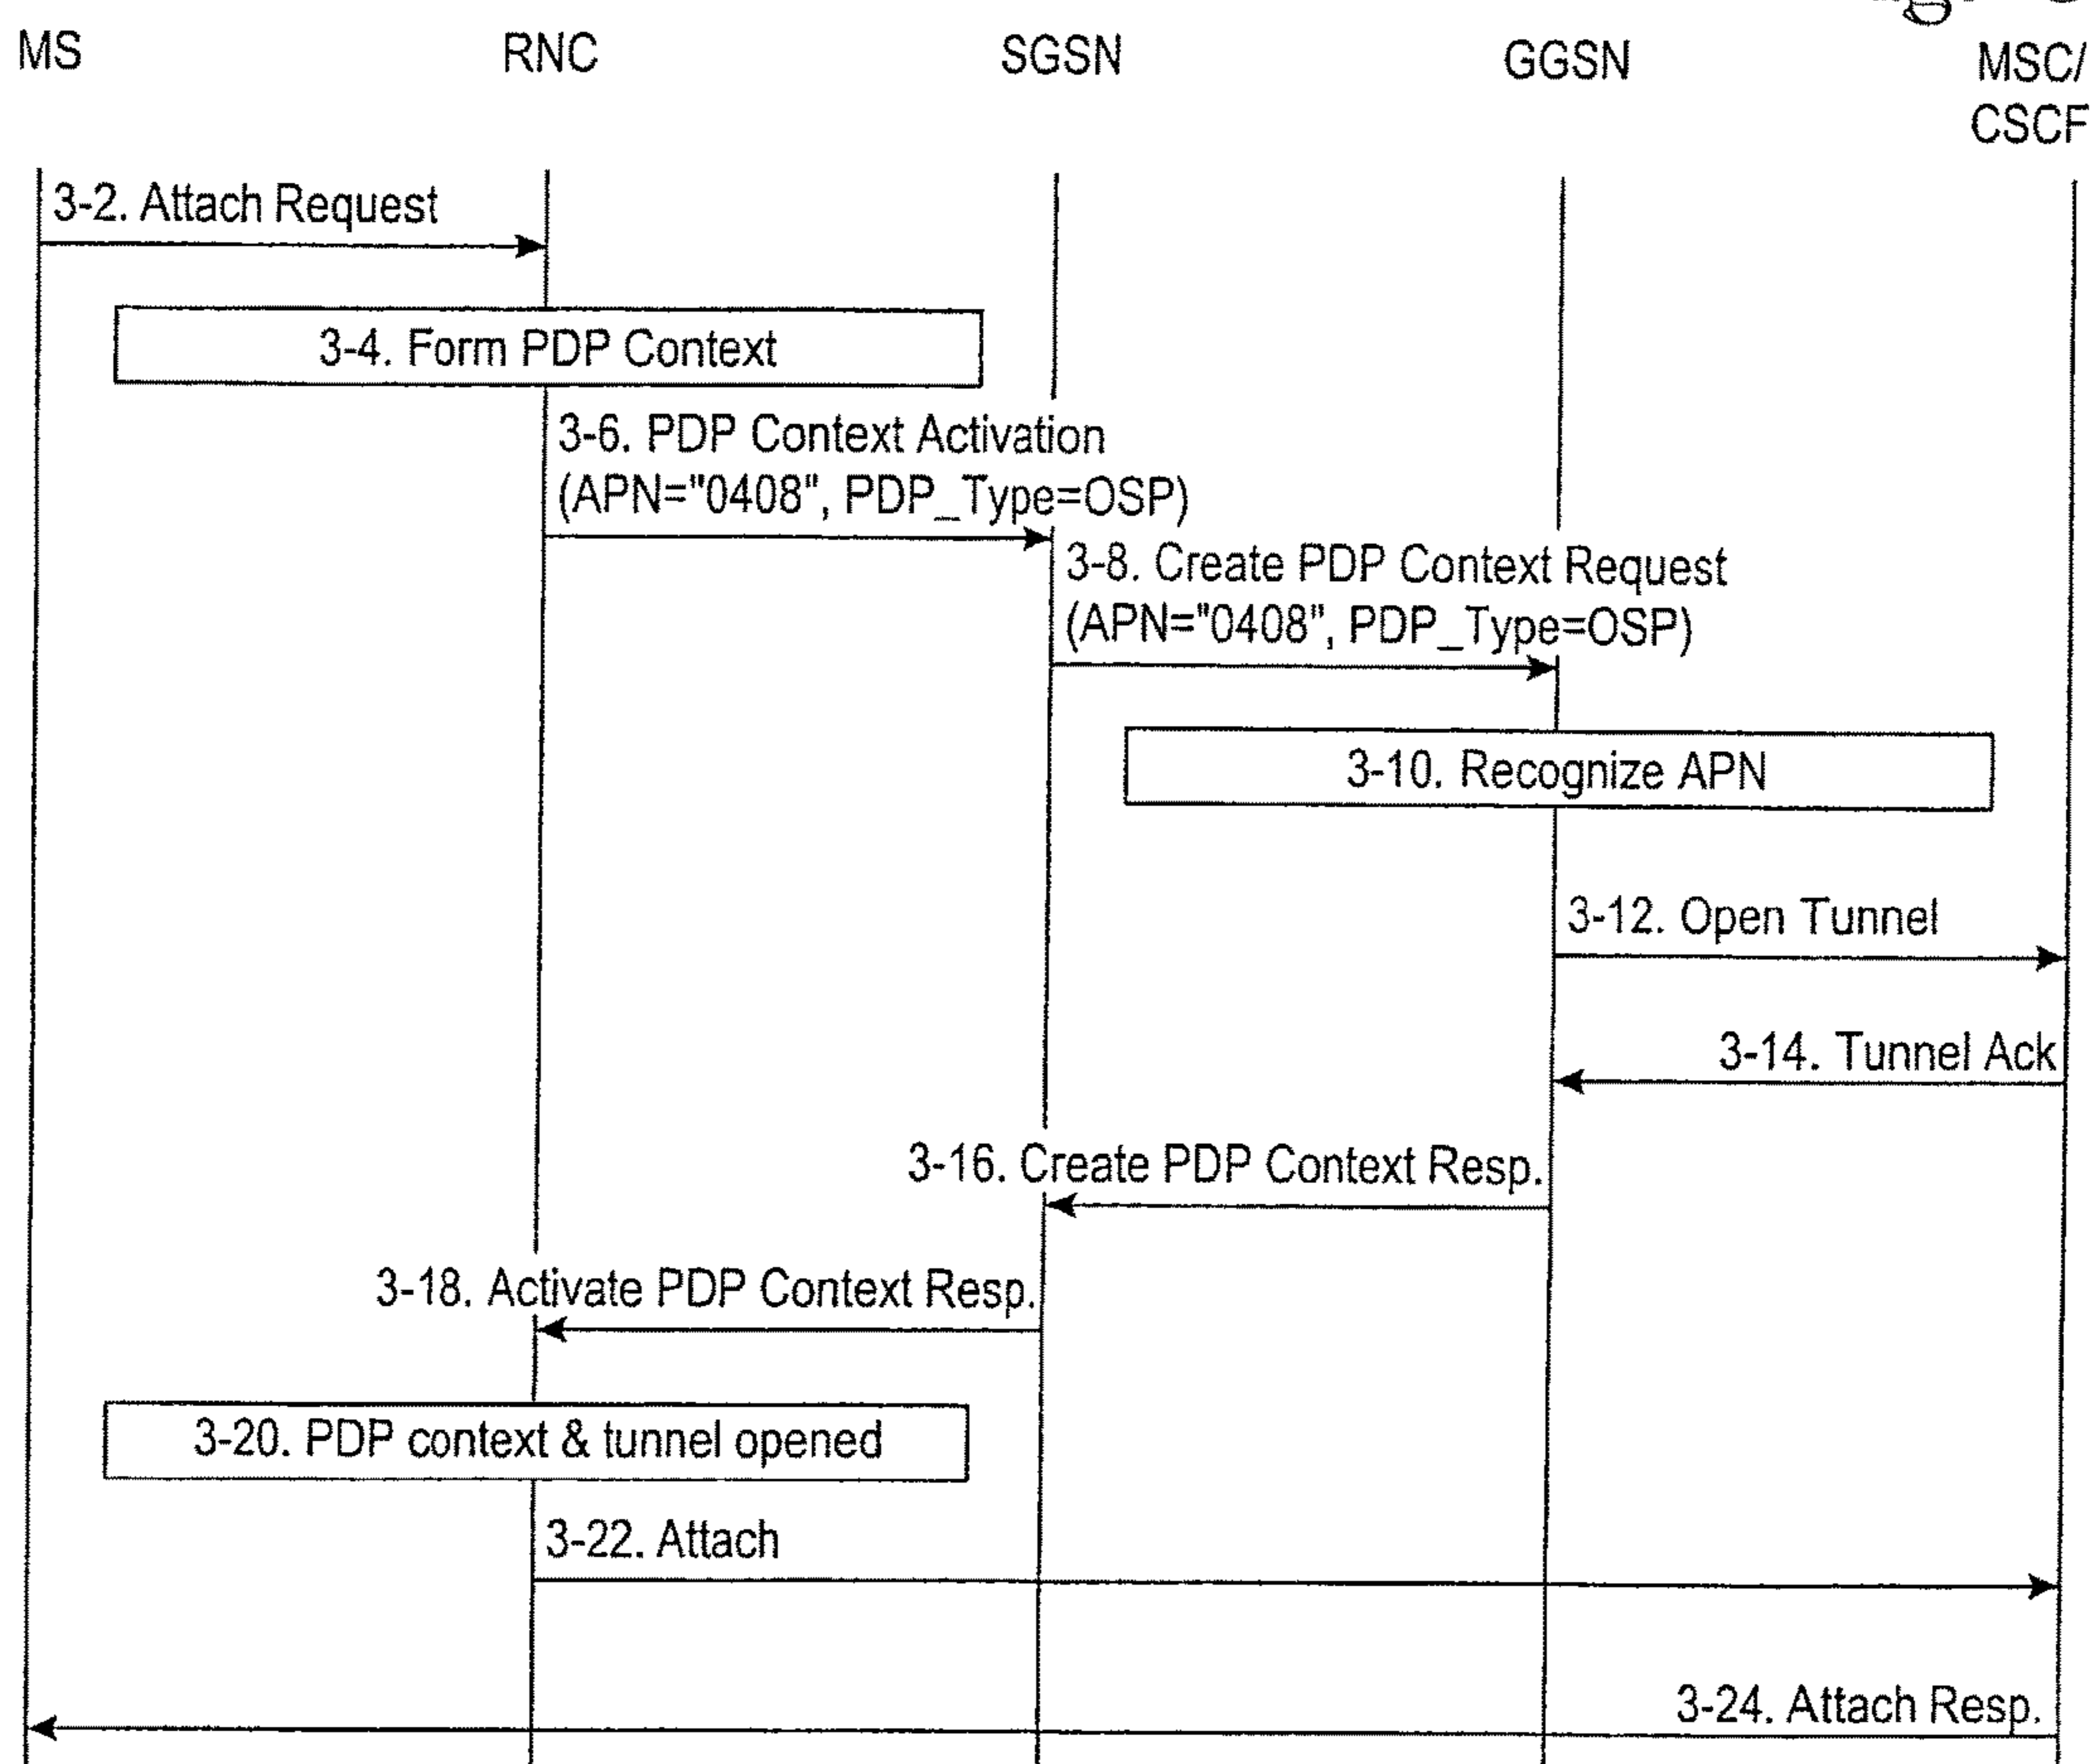 MS
RNC
SGSN
GGSN
MSC/
CSCF
3-2. Attach Request
3-4. Form PDP Context
3-6. PDP Context Activation
(APN="0408", PDP_Type=OSP)
3-8. Create PDP Context Request
(APN="0408", PDP_Type=OSP)
3-10. Recognize APN
3-12. Open Tunnel
3-14. Tunnel Ack
3-16. Create PDP Context Resp.
3-18. Activate PDP Context Resp.
3-20. PDP context & tunnel opened
3-22. Attach
3-24. Attach Resp.